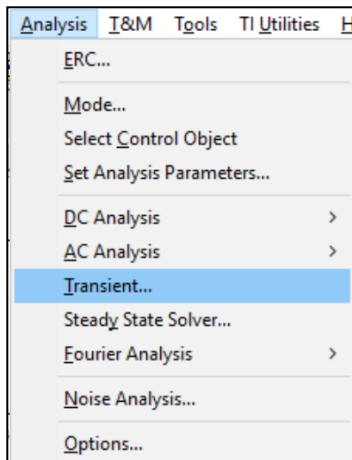 Analysis T&M Tools TI Utilities H
ERC...
Mode...
Select Control Object
Set Analysis Parameters...
DC Analysis
AC Analysis
Transient...
Steady State Solver...
Fourier Analysis
Noise Analysis...
Options...